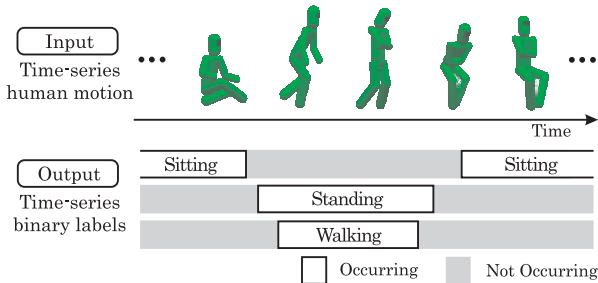 Input
Time-series
human motion
Time
Output
Time-series
binary labels
Sitting
Sitting
Standing
Walking
Occurring
Not Occurring